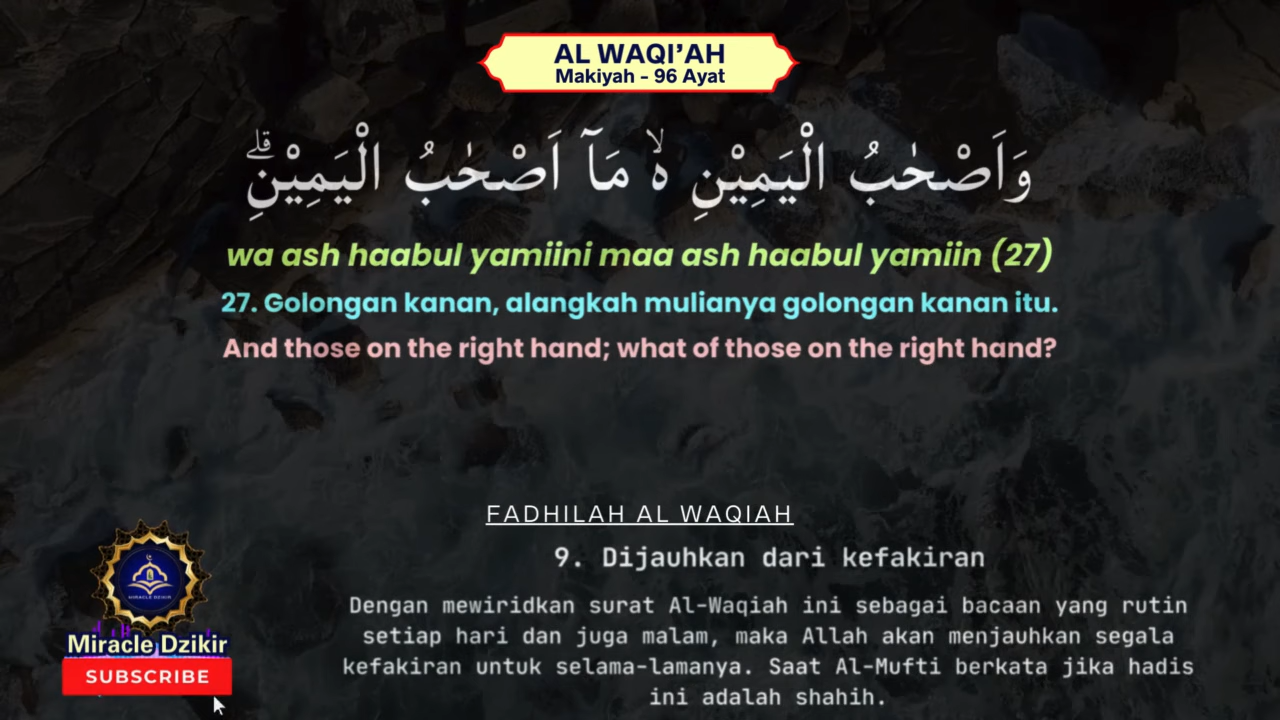 AL WAQI’AH
Makiyah - 96 Ayat
وَاَصْحٰبُ الْيَمِيْنِ ەۙ مَآ اَصْحٰبُ الْيَمِيْنِۗ
wa ash haabul yamiini maa ash haabul yamiin (27)
27. Golongan kanan, alangkah mulianya golongan kanan itu.
And those on the right hand; what of those on the right hand?
FADHILAH AL WAQIAH
9. Dijauhkan dari kefakiran
Dengan mewiridkan surat Al-Waqiah ini sebagai bacaan yang rutin
setiap hari dan juga malam, maka Allah akan menjauhkan segala
kefakiran untuk selama-lamanya. Saat Al-Mufti berkata jika hadis
ini adalah shahih.
MIRACLE DZIKIR
Miracle Dzikir
SUBSCRIBE